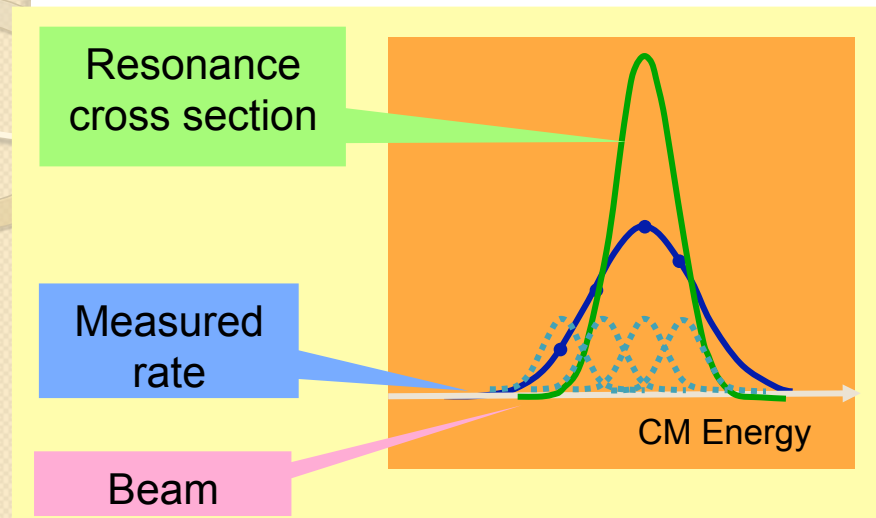 Resonance
cross section
Measured
rate
CM Energy
Beam